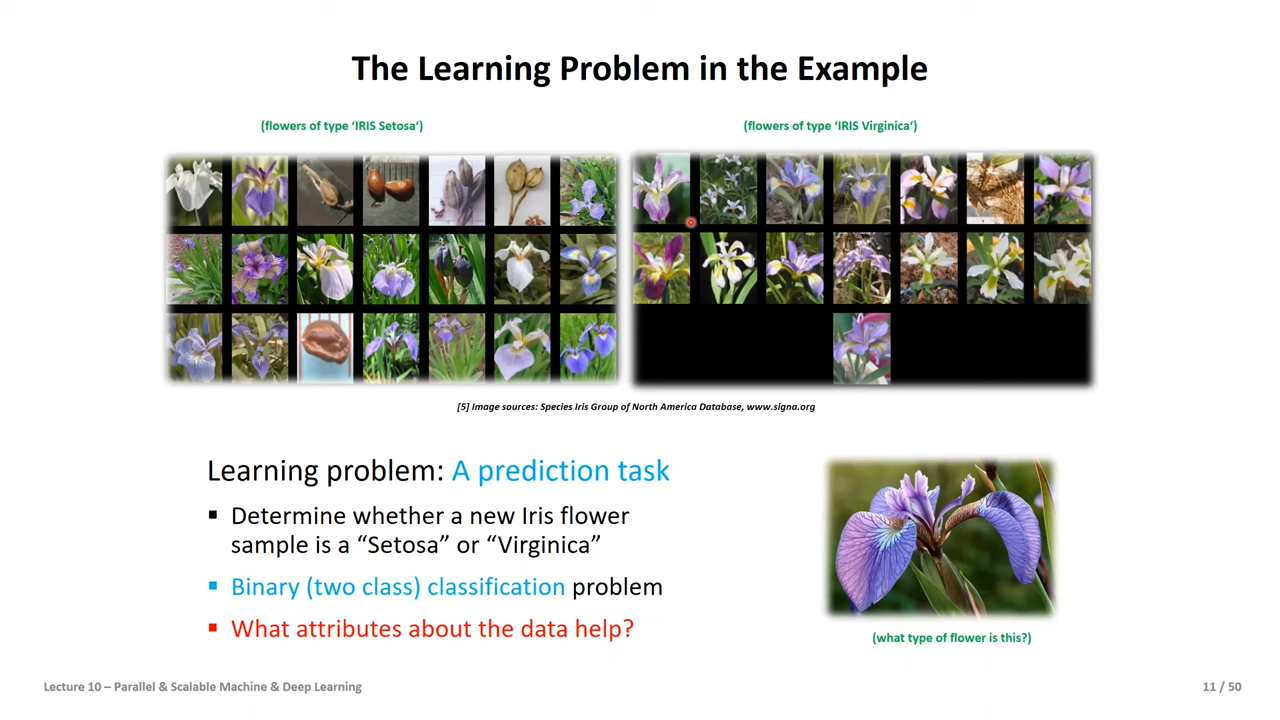 The Learning Problem in the Example
(flowers of type ‘IRIS Setosa‘)
(flowers of type ‘IRIS Virginica‘)
[5] Image sources: Species Iris Group of North America Database, www.signa.org
Learning problem: A prediction task
▪ Determine whether a new Iris flower
sample is a “Setosa” or “Virginica”
▪ Binary (two class) classification problem
▪ What attributes about the data help?
(what type of flower is this?)
Lecture 10 – Parallel & Scalable Machine & Deep Learning
11 / 50